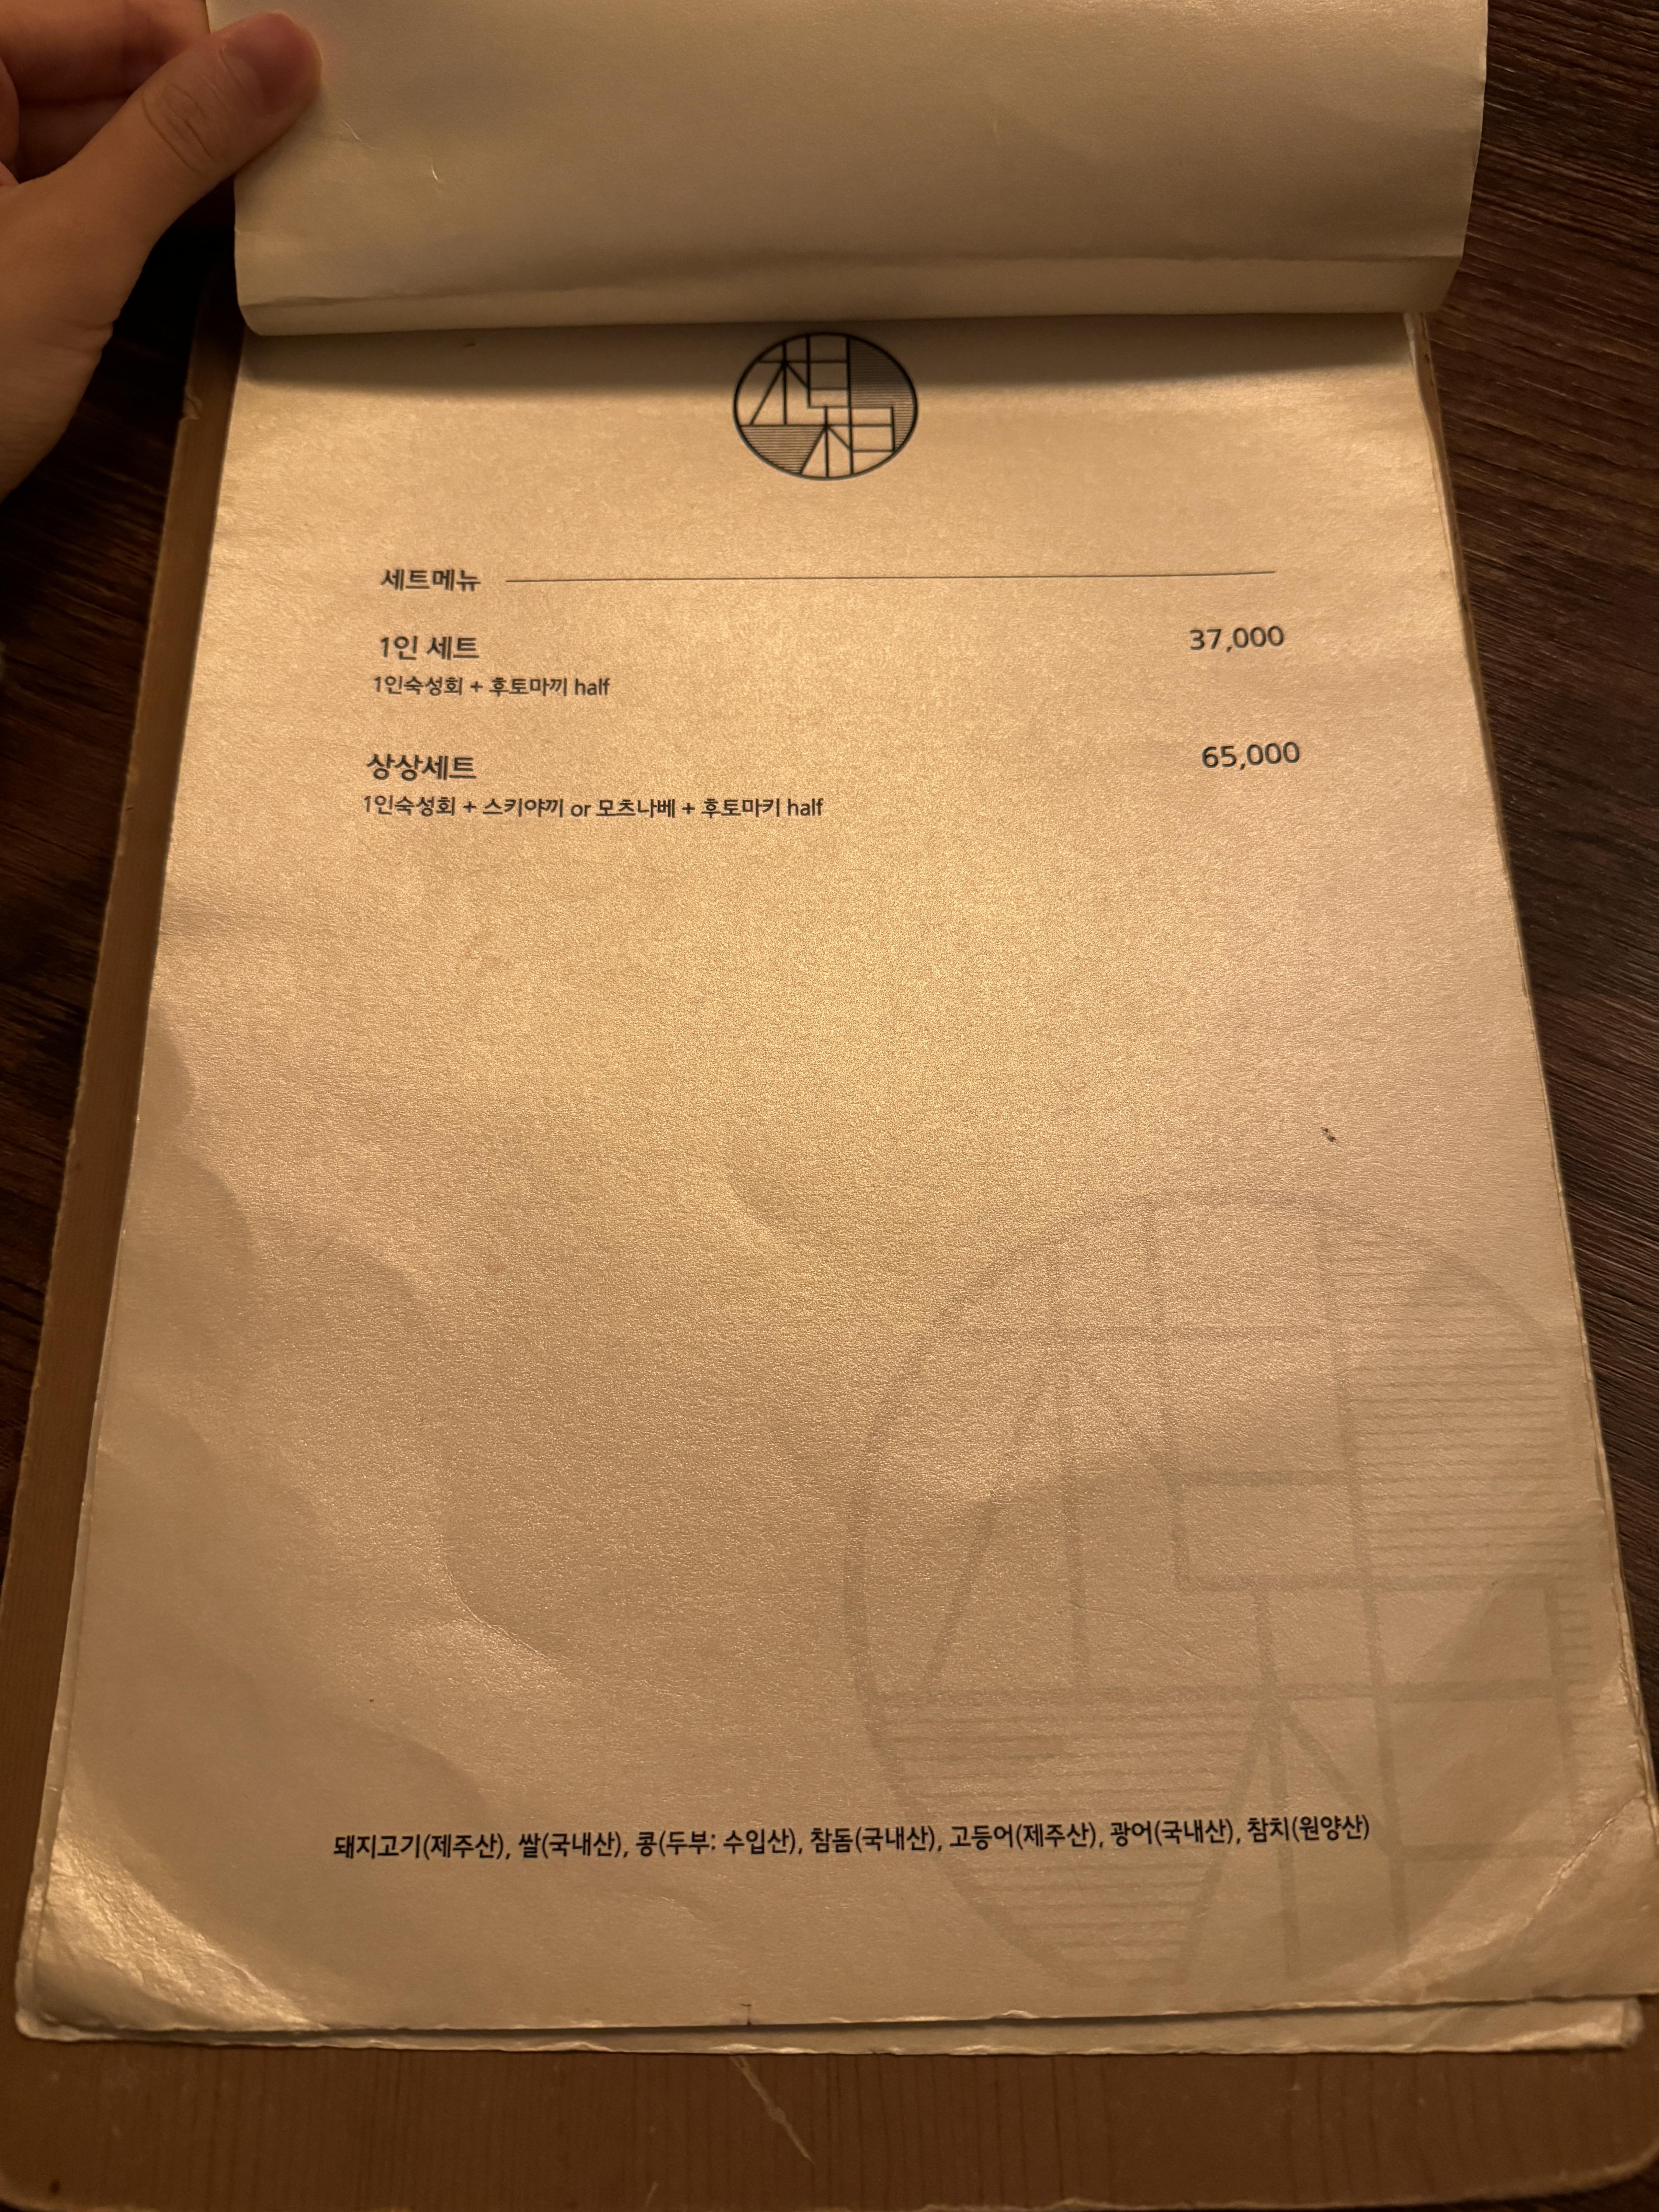 相相
세트메뉴
1인 세트 37,000
1인숙성회 + 후토마끼 half
상상세트 65,000
1인숙성회 + 스키야끼 or 모츠나베 + 후토마키 half
돼지고기(제주산), 쌀(국내산), 콩(두부: 수입산), 참돔(국내산), 고등어(제주산), 광어(국내산), 참치(원양산)